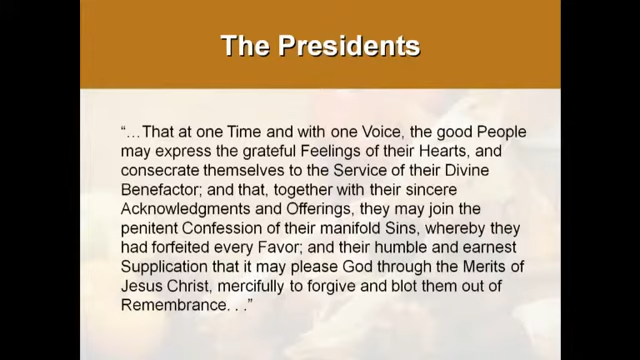 The Presidents
“…That at one Time and with one Voice, the good People
may express the grateful Feelings of their Hearts, and
consecrate themselves to the Service of their Divine
Benefactor; and that, together with their sincere
Acknowledgments and Offerings, they may join the
penitent Confession of their manifold Sins, whereby they
had forfeited every Favor; and their humble and earnest
Supplication that it may please God through the Merits of
Jesus Christ, mercifully to forgive and blot them out of
Remembrance. . .”